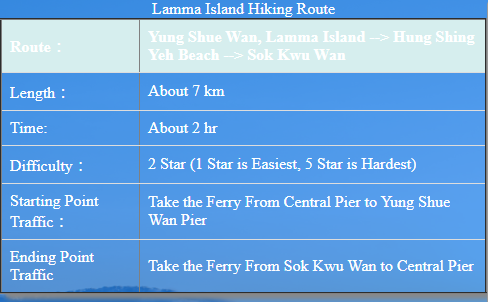 Lamma Island Hiking Route
Route： Yung Shue Wan, Lamma Island --> Hung Shing
Yeh Beach --> Sok Kwu Wan
Length： About 7 km
Time: About 2 hr
Difficulty： 2 Star (1 Star is Easiest, 5 Star is Hardest)
Starting Point
Traffic：
Take the Ferry From Central Pier to Yung Shue
Wan Pier
Ending Point
Traffic
Take the Ferry From Sok Kwu Wan to Central Pier